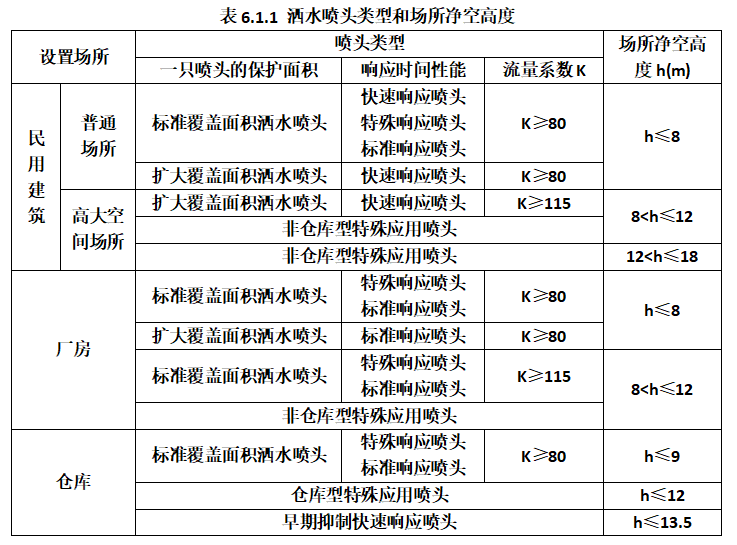 表 6.1.1 洒水喷头类型和场所净空高度
设置场所
喷头类型
场所净空高
度 h(m)
一只喷头的保护面积
响应时间性能
流量系数 K
民用建筑
普通
场所
标准覆盖面积洒水喷头
快速响应喷头
特殊响应喷头
标准响应喷头
K≥80
h≤8
扩大覆盖面积洒水喷头
快速响应喷头
K≥80
高大空
间场所
扩大覆盖面积洒水喷头
快速响应喷头
K≥115
8<h≤12
非仓库型特殊应用喷头
非仓库型特殊应用喷头
12<h≤18
厂房
标准覆盖面积洒水喷头
特殊响应喷头
标准响应喷头
K≥80
h≤8
扩大覆盖面积洒水喷头
标准响应喷头
K≥80
标准覆盖面积洒水喷头
特殊响应喷头
标准响应喷头
K≥115
8<h≤12
非仓库型特殊应用喷头
仓库
标准覆盖面积洒水喷头
特殊响应喷头
标准响应喷头
K≥80
h≤9
仓库型特殊应用喷头
h≤12
早期抑制快速响应喷头
h≤13.5